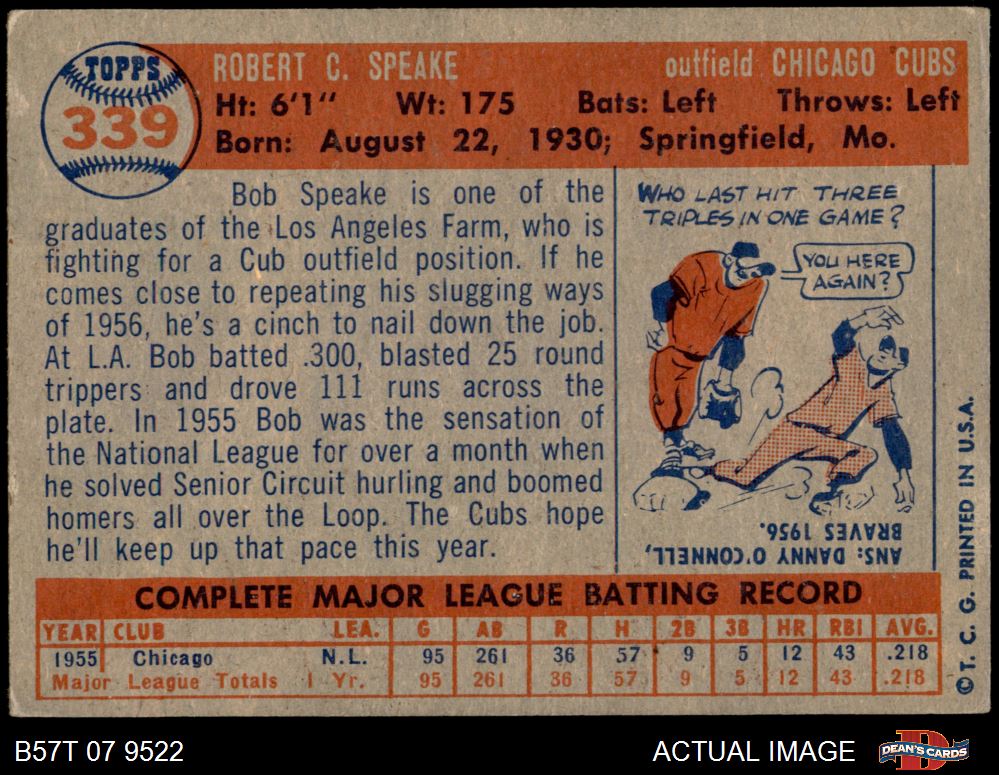 TOPPS
339
ROBERT C. SPEAKE outfield CHICAGO CUBS
Ht: 6'1" Wt: 175 Bats: Left Throws: Left
Born: August 22, 1930; Springfield, Mo.
Bob Speake is one of the
graduates of the Los Angeles Farm, who is
fighting for a Cub outfield position. If he
comes close to repeating his slugging ways
of 1956, he's a cinch to nail down the job.
At L.A. Bob batted .300, blasted 25 round
trippers and drove 111 runs across the
plate. In 1955 Bob was the sensation of
the National League for over a month when
he solved Senior Circuit hurling and boomed
homers all over the Loop. The Cubs hope
he'll keep up that pace this year.
WHO LAST HIT THREE
TRIPLES IN ONE GAME?
YOU HERE
AGAIN?
ANS: DANNY O'CONNELL,
BRAVES 1956.
COMPLETE MAJOR LEAGUE BATTING RECORD
YEAR CLUB LEA. G AB R H 2B 3B HR RBI AVG.
1955 Chicago N.L. 95 261 36 57 9 5 12 43 .218
Major League Totals 1 Yr. 95 261 36 57 9 5 12 43 .218
© T. C. G. PRINTED IN U.S.A.
B57T 07 9522 ACTUAL IMAGE D DEAN'S CARDS